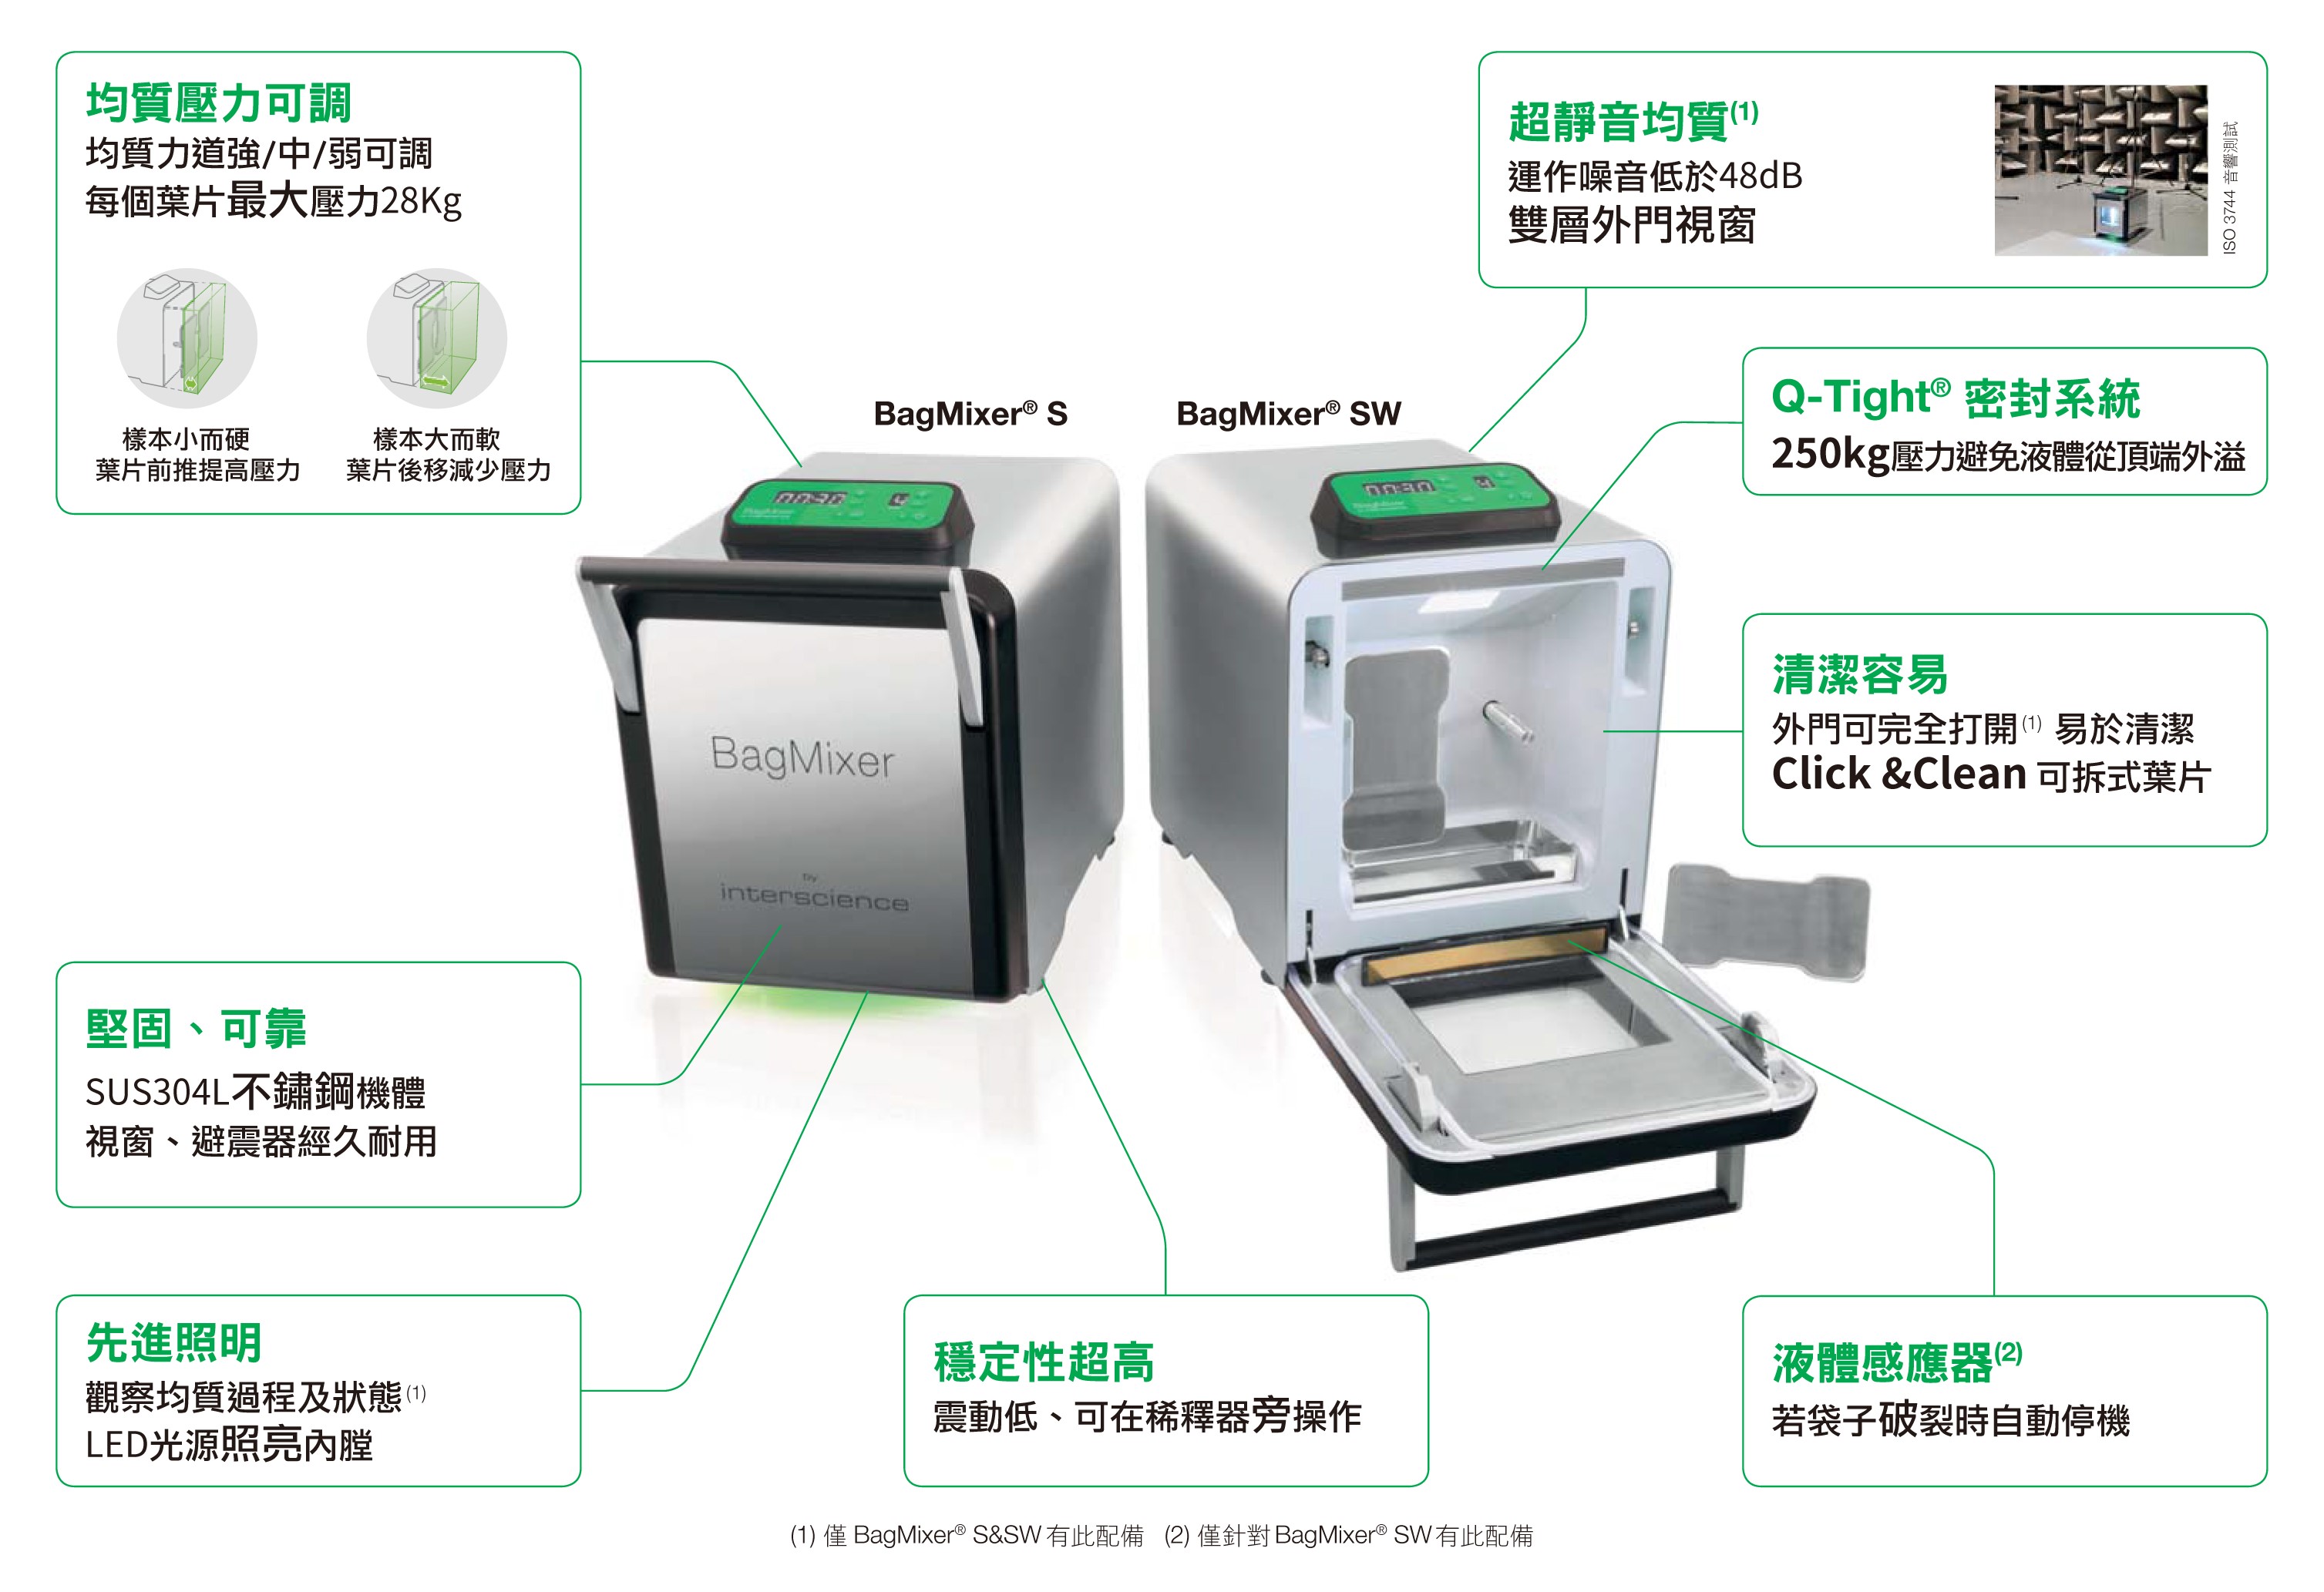 均質壓力可調
均質力道強/中/弱可調
每個葉片最大壓力28Kg
樣本小而硬
葉片前推提高壓力
樣本大而軟
葉片後移減少壓力
超靜音均質(1)
運作噪音低於48dB
雙層外門視窗
ISO 3744 音響測試
BagMixer® S
BagMixer® SW
Q-Tight® 密封系統
250kg壓力避免液體從頂端外溢
00:30 4
BagMixer
00:30 4
BagMixer
清潔容易
外門可完全打開(1) 易於清潔
Click &Clean 可拆式葉片
BagMixer
by
interscience
堅固、可靠
SUS304L不鏽鋼機體
視窗、避震器經久耐用
先進照明
觀察均質過程及狀態(1)
LED光源照亮內膛
穩定性超高
震動低、可在稀釋器旁操作
液體感應器(2)
若袋子破裂時自動停機
(1) 僅 BagMixer® S&SW 有此配備 (2) 僅針對 BagMixer® SW 有此配備